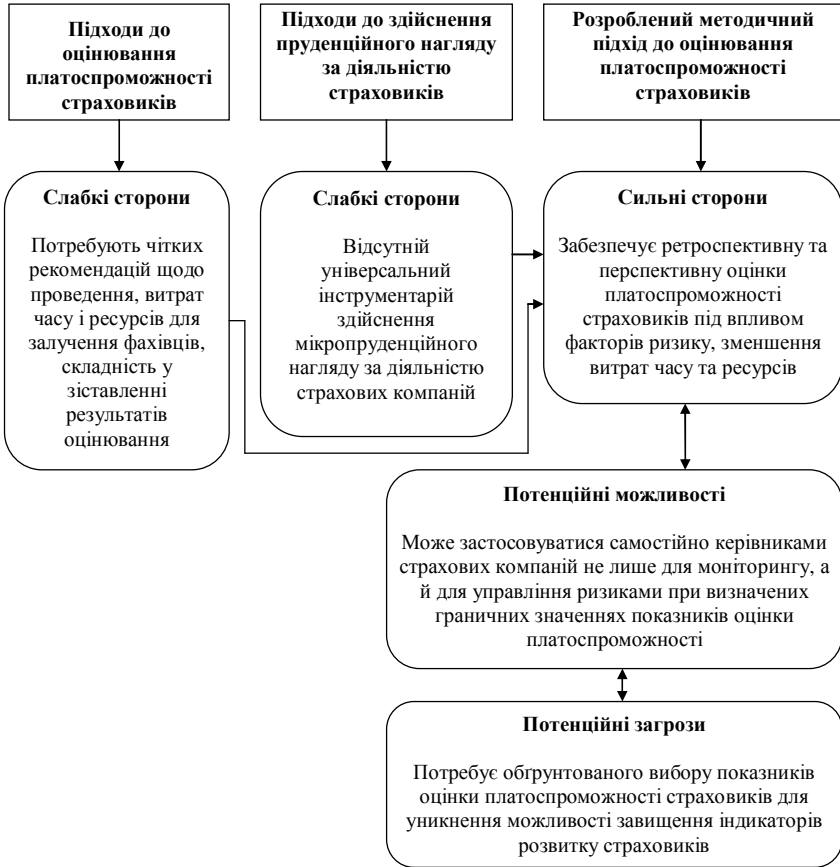 Підходи до
оцінювання
платоспроможності
страховиків
Підходи до здійснення
пруденційного нагляду
за діяльністю
страховиків
Розроблений методичний
підхід до оцінювання
платоспроможності
страховиків
Слабкі сторони
Потребують чітких
рекомендацій щодо
проведення, витрат
часу і ресурсів для
залучення фахівців,
складність у
зіставленні
результатів
оцінювання
Слабкі сторони
Відсутній
універсальний
інструментарій
здійснення
мікропруденційного
нагляду за діяльністю
страхових компаній
Сильні сторони
Забезпечує ретроспективну та
перспективну оцінки
платоспроможності
страховиків під впливом
факторів ризику, зменшення
витрат часу та ресурсів
Потенційні можливості
Може застосовуватися самостійно керівниками
страхових компаній не лише для моніторингу, а
й для управління ризиками при визначених
граничних значеннях показників оцінки
платоспроможності
Потенційні загрози
Потребує обґрунтованого вибору показників
оцінки платоспроможності страховиків для
уникнення можливості завищення індикаторів
розвитку страховиків